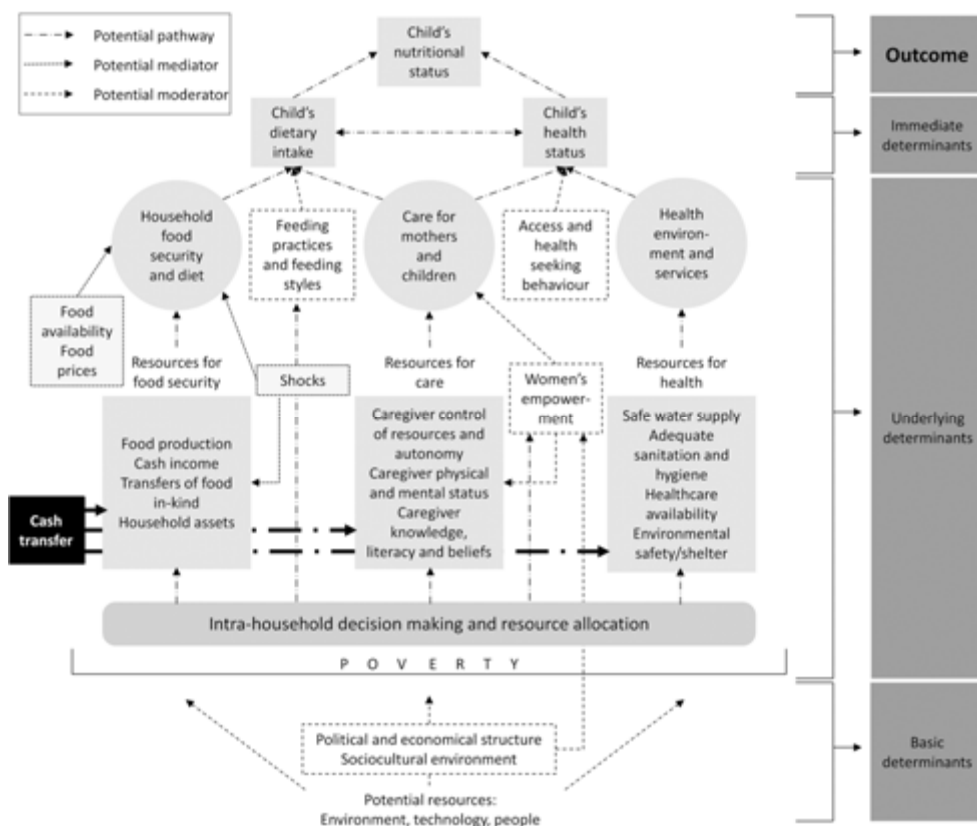 Potential pathway
Potential mediator
Potential moderator
Child's
nutritional
status
Outcome
Child's
dietary
intake
Child's
health
status
Immediate
determinants
Household
food
security
and diet
Feeding
practices
and feeding
styles
Care for
mothers
and
children
Access and
health
seeking
behaviour
Health
environ-
ment and
services
Food
availability
Food
prices
Resources for
food security
Shocks
Resources for
care
Women's
empower-
ment
Resources for
health
Underlying
determinants
Food production
Cash income
Transfers of food
in-kind
Household assets
Caregiver control
of resources and
autonomy
Caregiver physical
and mental status
Caregiver
knowledge,
literacy and beliefs
Safe water supply
Adequate
sanitation and
hygiene
Healthcare
availability
Environmental
safety/shelter
Cash
transfer
Intra-household decision making and resource allocation
P O V E R T Y
Political and economical structure
Sociocultural environment
Basic
determinants
Potential resources:
Environment, technology, people